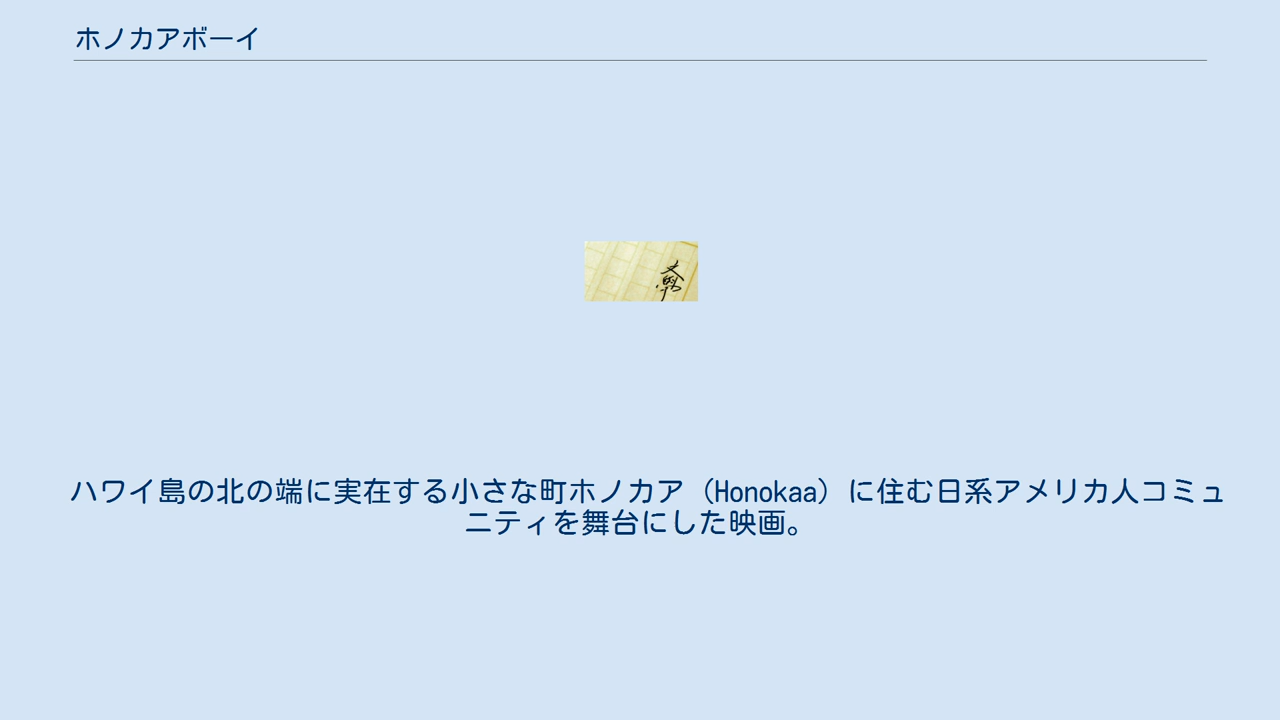 ホノカアボーイ
ハワイ島の北の端に実在する小さな町ホノカア（Honokaa）に住む日系アメリカ人コミュ
ニティを舞台にした映画。